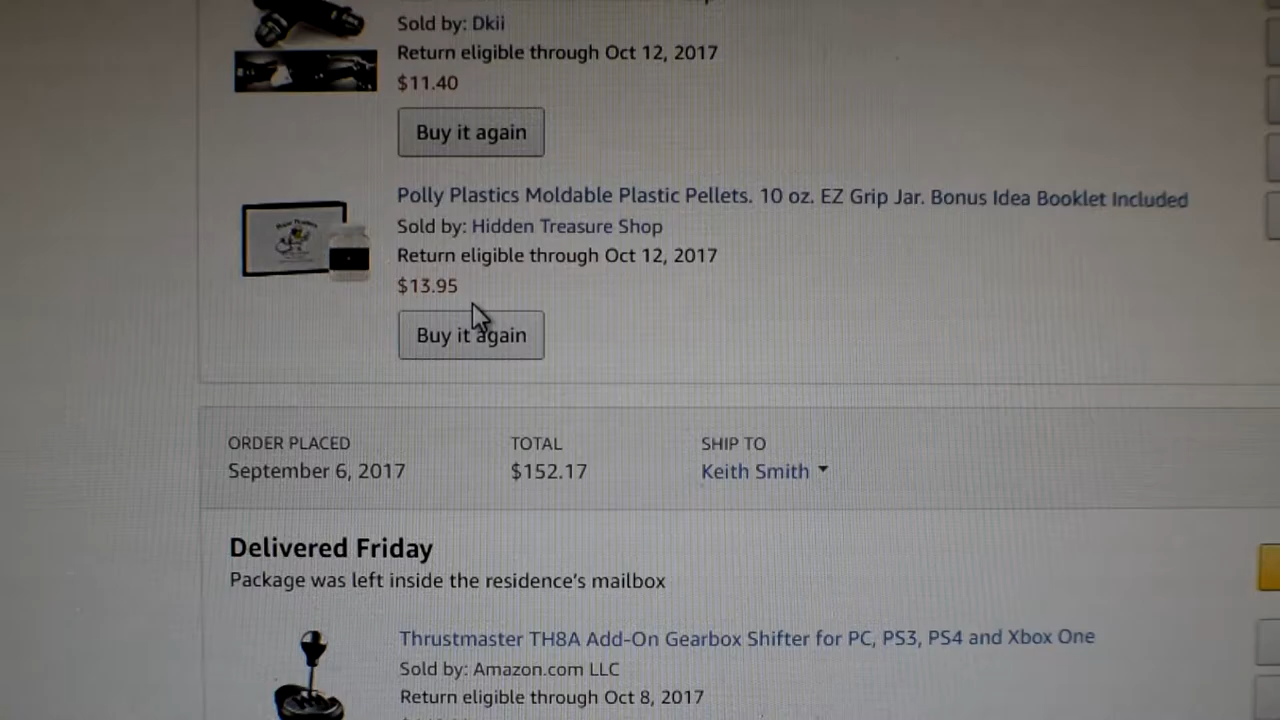 Sold by: Dkii
Return eligible through Oct 12, 2017
$11.40
Buy it again
Polly Plastics Moldable Plastic Pellets. 10 oz. EZ Grip Jar. Bonus Idea Booklet Included
Sold by: Hidden Treasure Shop
Return eligible through Oct 12, 2017
$13.95
Buy it again
ORDER PLACED TOTAL SHIP TO
September 6, 2017 $152.17 Keith Smith
Delivered Friday
Package was left inside the residence's mailbox
Thrustmaster TH8A Add-On Gearbox Shifter for PC, PS3, PS4 and Xbox One
Sold by: Amazon.com LLC
Return eligible through Oct 8, 2017